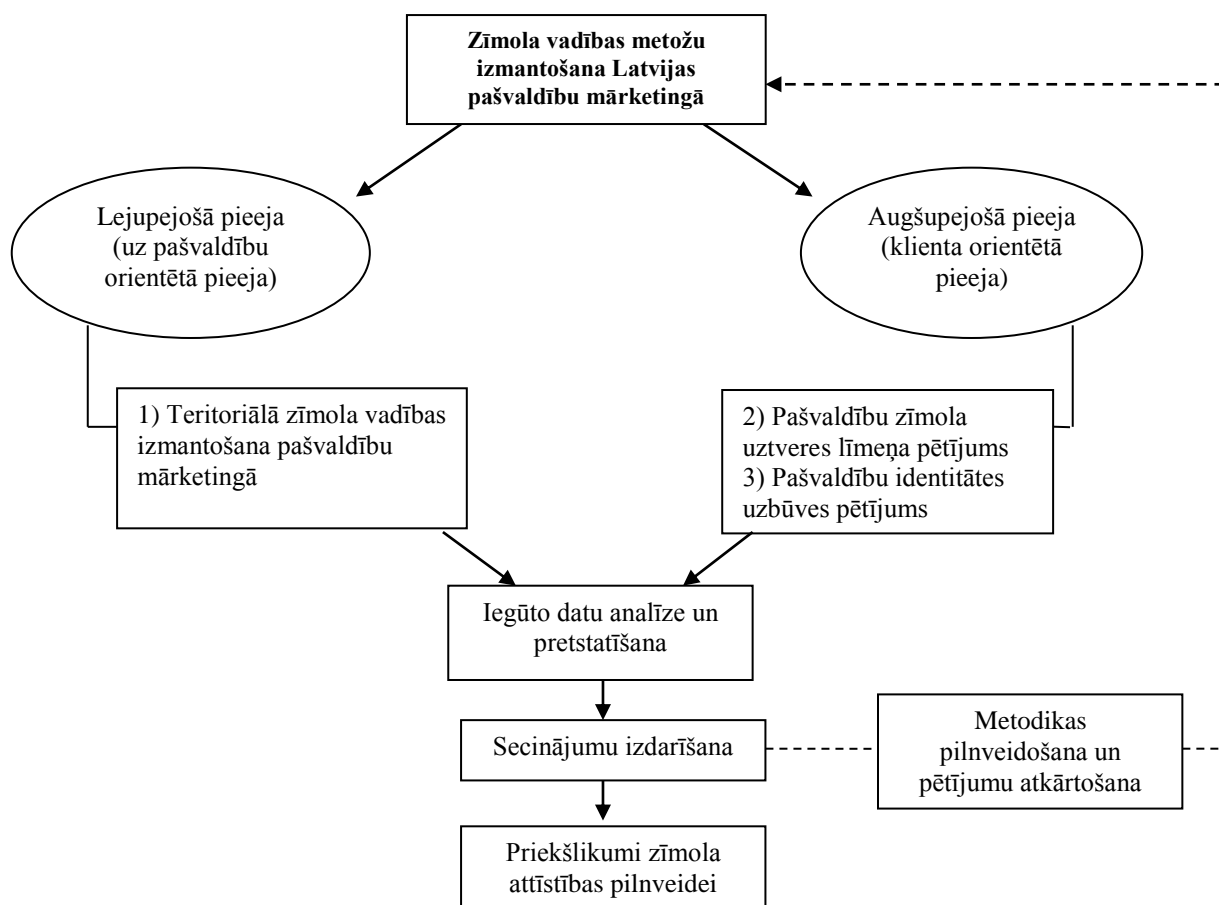 Zīmola vadības metožu
izmantošana Latvijas
pašvaldību mārketingā
Lejupejošā pieeja
(uz pašvaldību
orientētā pieeja)
Augšupejošā pieeja
(klienta orientētā
pieeja)
1) Teritoriālā zīmola vadības
izmantošana pašvaldību
mārketingā
2) Pašvaldību zīmola
uztveres līmeņa pētījums
3) Pašvaldību identitātes
uzbūves pētījums
Iegūto datu analīze un
pretstatīšana
Secinājumu izdarīšana
Metodikas
pilnveidošana un
pētījumu atkārtošana
Priekšlikumi zīmola
attīstības pilnveidei